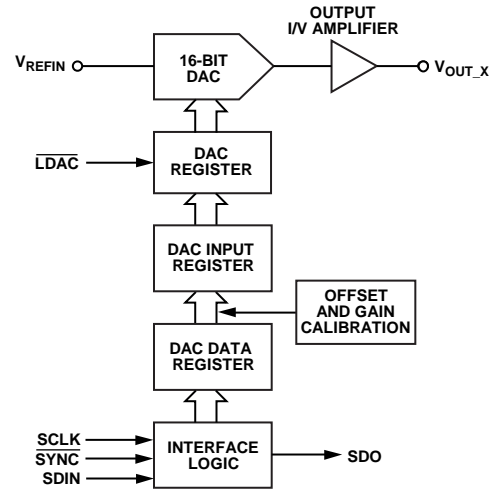 OUTPUT
I/V AMPLIFIER
VREFIN
16-BIT
DAC
VOUT_X
LDAC
DAC
REGISTER
DAC INPUT
REGISTER
OFFSET
AND GAIN
CALIBRATION
DAC DATA
REGISTER
SCLK
SYNC
SDIN
INTERFACE
LOGIC
SDO